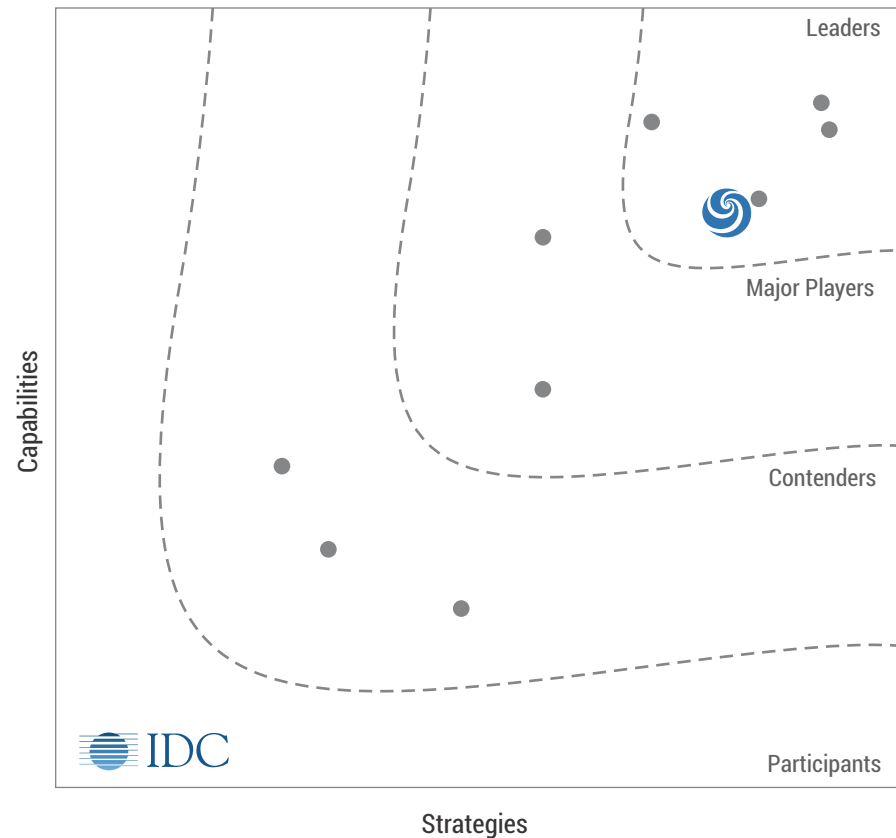 Leaders
Major Players
Capabilities
Contenders
IDC
Participants
Strategies